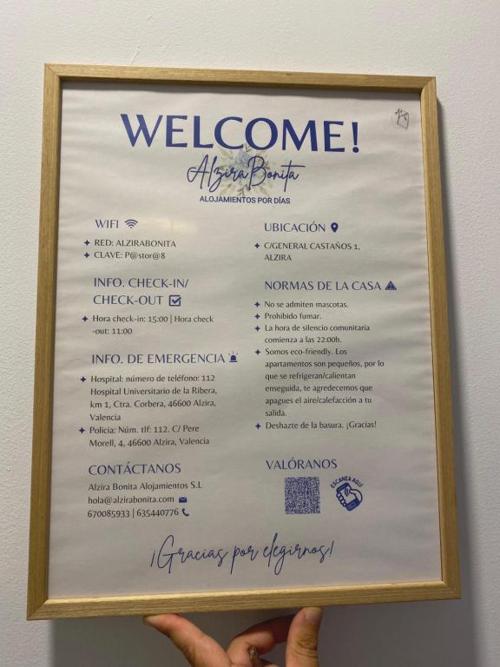 WELCOME!
Alzira Bonita
ALOJAMIENTOS POR DÍAS
WIFI
RED: ALZIRABONITA
CLAVE: P@stor@8
INFO. CHECK-IN/
CHECK-OUT
Hora check-in: 15:00 | Hora check
-out: 11:00
INFO. DE EMERGENCIA
Hospital: número de teléfono: 112
Hospital Universitario de la Ribera,
km 1, Ctra. Corbera, 46600 Alzira,
Valencia
Policía: Núm. tlf: 112. C/ Pere
Morell, 4, 46600 Alzira, Valencia
CONTÁCTANOS
Alzira Bonita Alojamientos S.L
hola@alzirabonita.com
670085933 | 635440776
UBICACIÓN
C/GENERAL CASTAÑOS 1,
ALZIRA
NORMAS DE LA CASA
No se admiten mascotas.
Prohibido fumar.
La hora de silencio comunitaria
comienza a las 22:00h.
Somos eco-friendly. Los
apartamentos son pequeños, por lo
que se refrigeran/calientan
enseguida, te agredecemos que
apagues el aire/calefacción a tu
salida.
Deshazte de la basura. ¡Gracias!
VALÓRANOS
ESCANEA AQUÍ
¡Gracias por elegirnos!